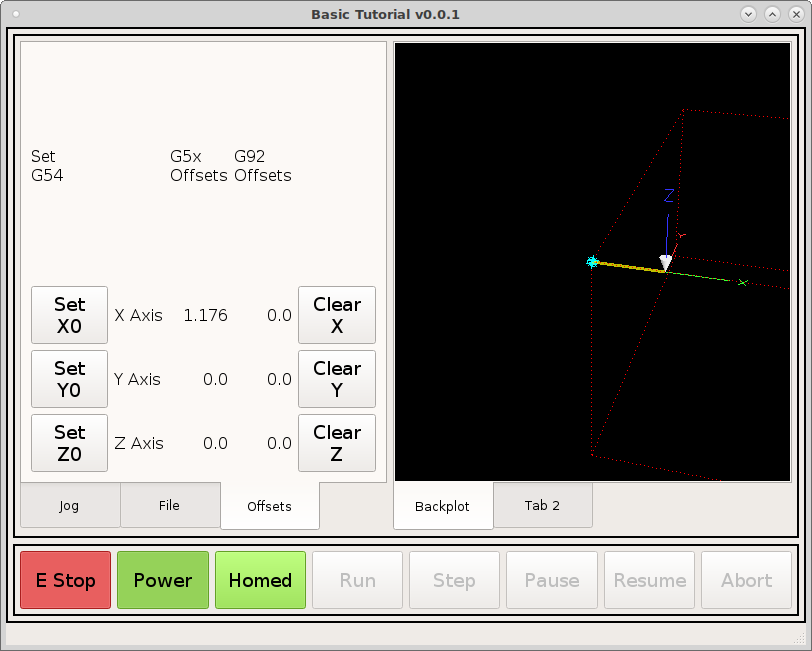 Basic Tutorial v0.0.1
Set G5x G92
G54 Offsets Offsets
Set X0 X Axis 1.176 0.0 Clear X
Set Y0 Y Axis 0.0 0.0 Clear Y
Set Z0 Z Axis 0.0 0.0 Clear Z
Z
Y
X
Jog File Offsets
Backplot Tab 2
E Stop Power Homed Run Step Pause Resume Abort